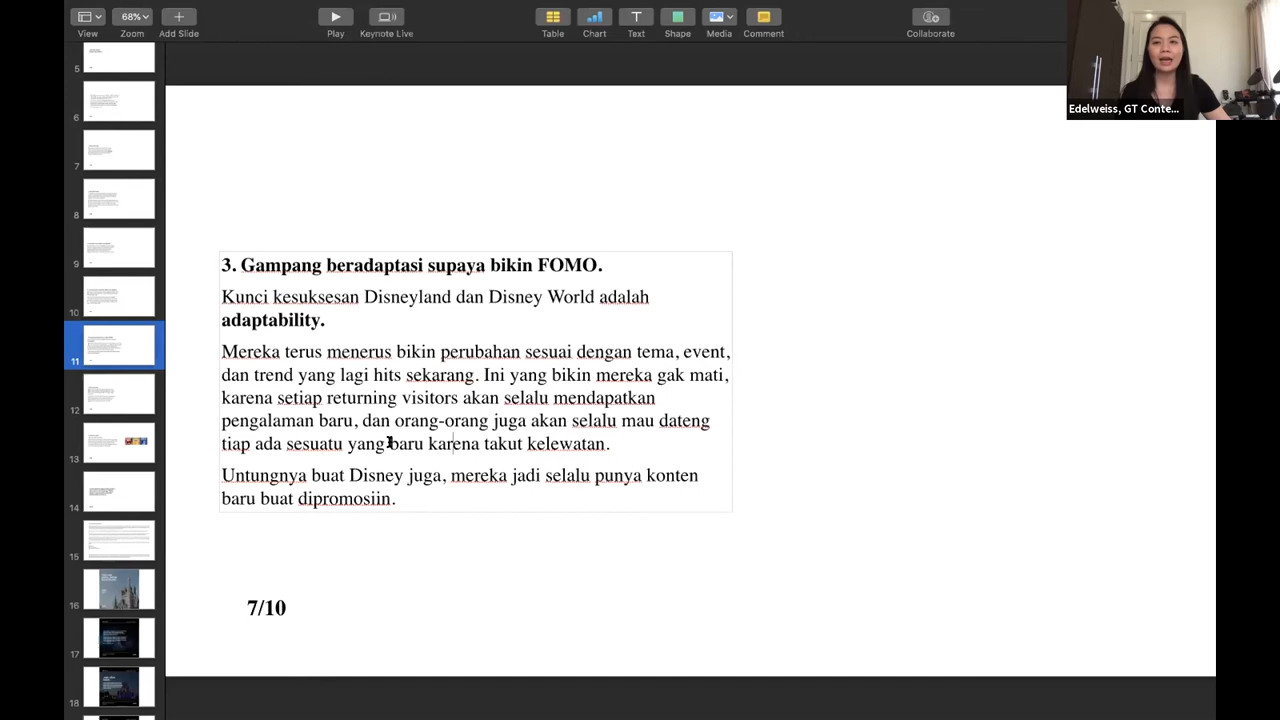 68%
View
Zoom
Add Slide
Play
Keynote Live
Table
Chart
Text
Shape
Media
Comment
Collaborate
Edelweiss, GT Conte...
5
6
7
8
9
10
11
12
13
14
15
16
17
18
3. Gampang beradaptasi supaya bikin FOMO.
Kunci kesuksesan Disneyland dan Disney World adalah
adaptability.
Mereka terus menerus bikin perubahn sesuai dengan tema, event,
dan trend yang lagi hits sekarang. Ini yang bikin mereka gak mati,
karena setiap returning visitors akan selalu mendapatkan
pengalaman baru, dan orang-orang juga akan selalu mau dateng
tiap ada sesuatu yang baru karena takut kelewatan.
Untungnya buat Disney juga, mereka jadi selalu punya konten
baru buat dipromosiin.
7/10